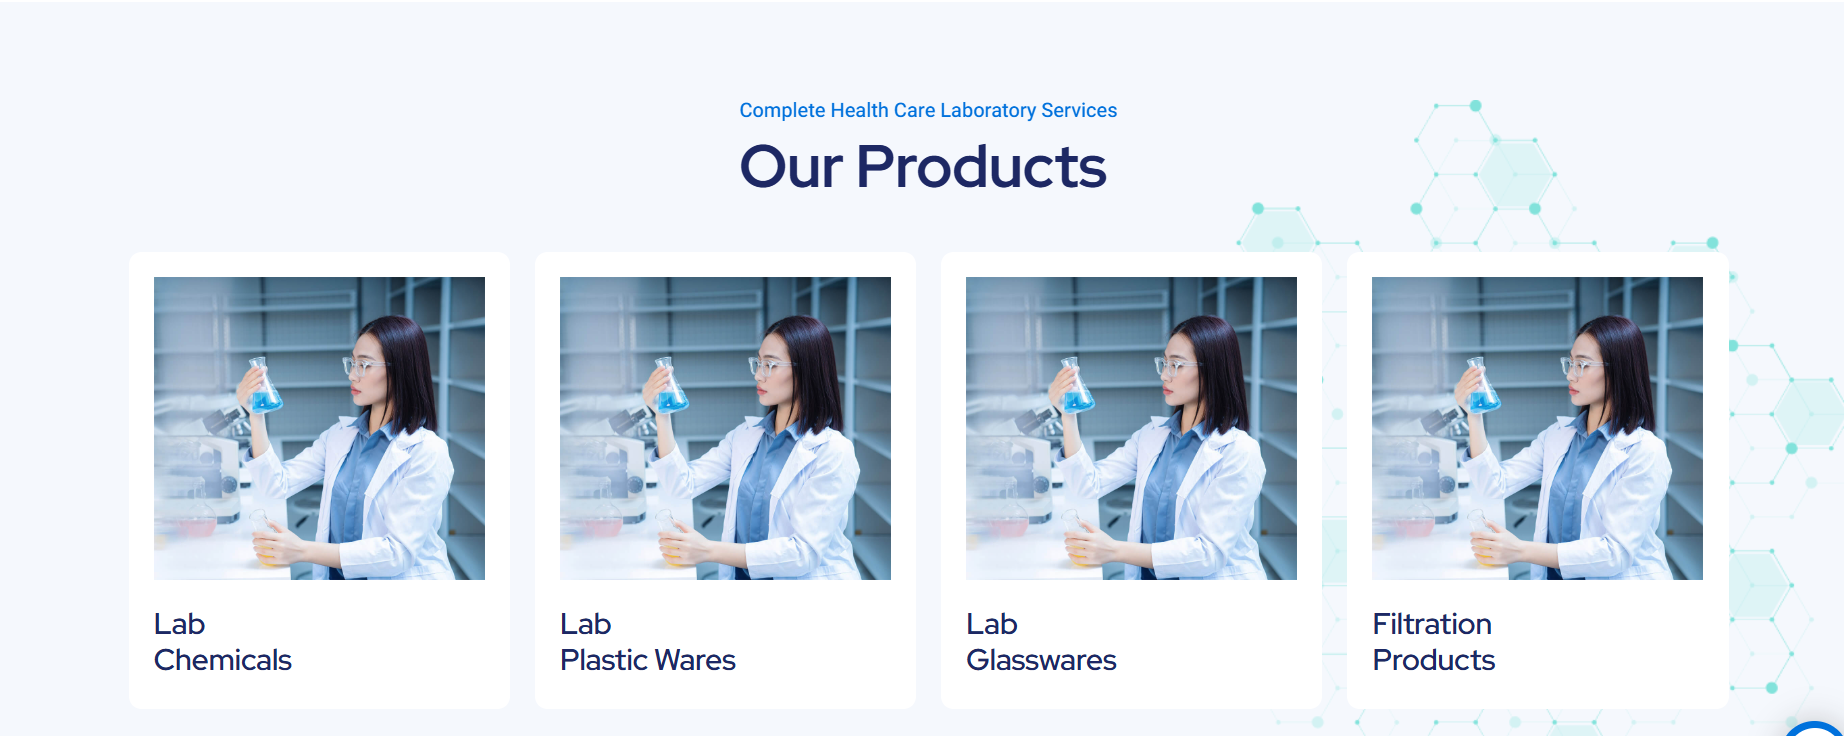 Complete Health Care Laboratory Services
Our Products
Lab
Chemicals
Lab
Plastic Wares
Lab
Glasswares
Filtration
Products